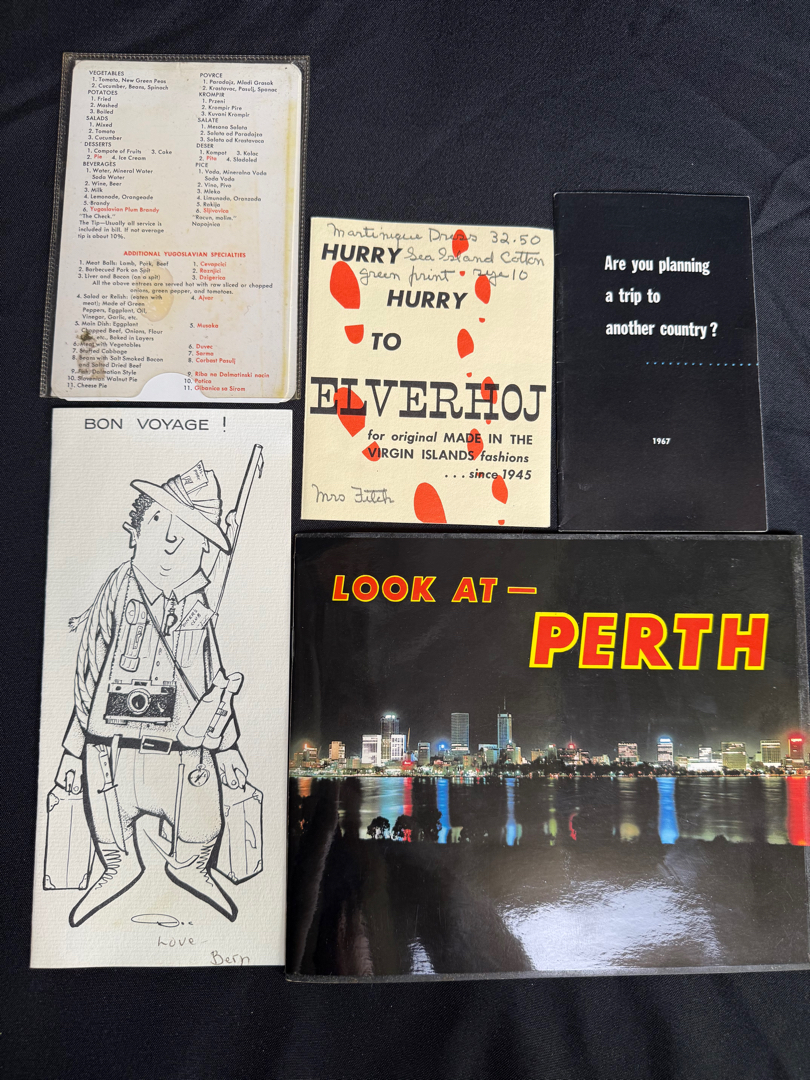 VEGETABLES
1. Tomato, New Green Peas
2. Cucumber, Beans, Spinach
POTATOES
1. Fried
2. Mashed
3. Boiled
SALADS
1. Mixed
2. Tomato
3. Cucumber
DESSERTS
1. Compote of Fruits 3. Cake
2. Pie 4. Ice Cream
BEVERAGES
1. Water, Mineral Water
Soda Water
2. Wine, Beer
3. Milk
4. Lemonade, Orangeade
5. Brandy
6. Yugoslavian Plum Brandy
"The Check."
The Tip—Usually all service is
included in bill. If not average
tip is about 10%.
POVRCE
1. Paradajz, Mladi Grasak
2. Krastavac, Pasulj, Spanac
KROMPIR
1. Przeni
2. Krompir Pire
3. Kuvani Krompir
SALATE
1. Mesana Salata
2. Salata od Paradajza
3. Salata od Krastavaca
DESER
1. Kompot 3. Kolac
2. Pita 4. Sladoled
PICE
1. Voda, Mineralna Voda
Soda Voda
2. Vino, Pivo
3. Mleko
4. Limunada, Oranzada
5. Rakija
6. Sljivovica
"Racun, molim."
Napojnica
ADDITIONAL YUGOSLAVIAN SPECIALTIES
1. Meat Balls: Lamb, Pork, Beef
2. Barbecued Pork on Spit
3. Liver and Bacon (on a spit)
1. Cevapcici
2. Raznjici
3. Dzigerica
All the above entrees are served hot with raw sliced or chopped
onions, green pepper, and tomatoes.
4. Salad or Relish: (eaten with
meat); Made of Green
Peppers, Eggplant, Oil,
Vinegar, Garlic, etc.
4. Ajvar
5. Main Dish: Eggplant
Chopped Beef, Onions, Flour
etc., Baked in Layers
5. Musaka
6. Meat with Vegetables
7. Stuffed Cabbage
8. Beans with Salt Smoked Bacon
and Salted Dried Beef
9. Fish: Dalmation Style
10. Slovenian Walnut Pie
11. Cheese Pie
6. Duvec
7. Sarma
8. Corbast Pasulj
9. Riba na Dalmatinski nacin
10. Potica
11. Gibanica sa Sirom
Martinique Dress 32.50
HURRY Sea Island Cotton
green print . size 10
HURRY
TO
ELVERHOJ
for original MADE IN THE
VIRGIN ISLANDS fashions
. . . since 1945
Mrs Fitch
Are you planning
a trip to
another country?
1967
BON VOYAGE !
Doc
Love
Bern
LOOK AT—
PERTH